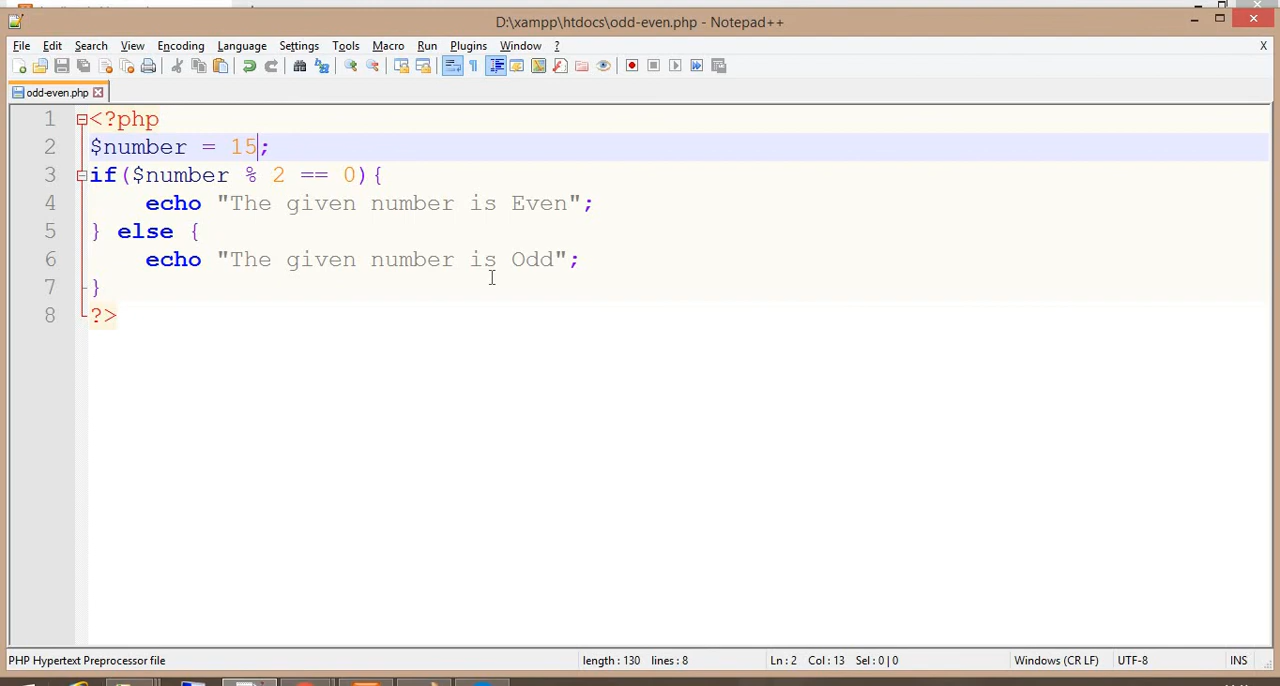 D:\xampp\htdocs\odd-even.php - Notepad++
File Edit Search View Encoding Language Settings Tools Macro Run Plugins Window ? X
odd-even.php
1 <?php
2 $number = 15;
3 if($number % 2 == 0){
4 echo "The given number is Even";
5 } else {
6 echo "The given number is Odd";
7 }
8 ?>
PHP Hypertext Preprocessor file length : 130 lines : 8 Ln : 2 Col : 13 Sel : 0 | 0 Windows (CR LF) UTF-8 INS